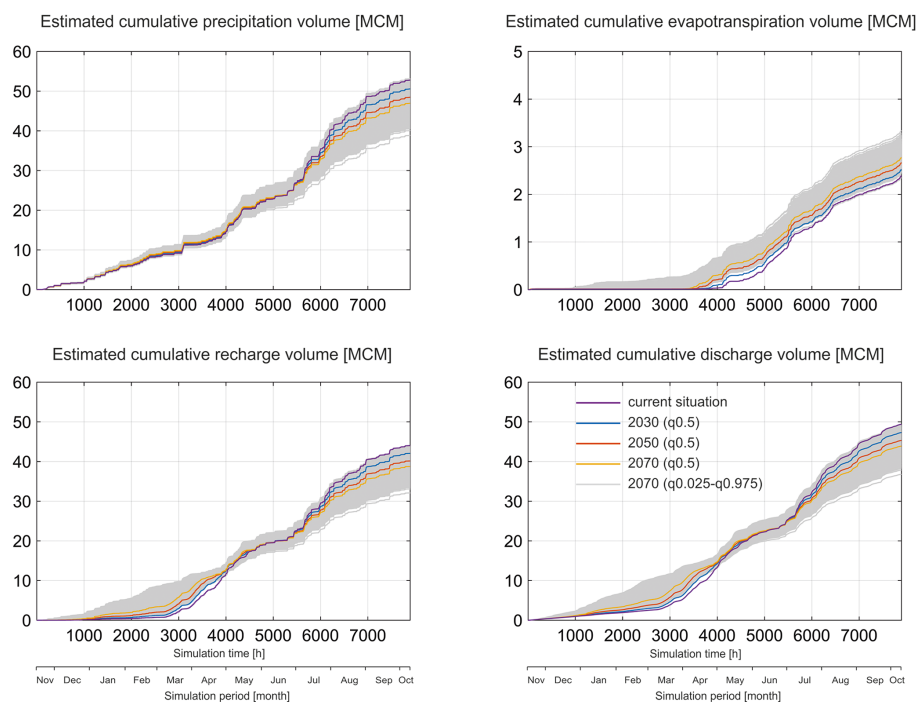 Estimated cumulative precipitation volume [MCM]
60
50
40
30
20
10
0
1000 2000 3000 4000 5000 6000 7000
Estimated cumulative evapotranspiration volume [MCM]
5
4
3
2
1
0
1000 2000 3000 4000 5000 6000 7000
Estimated cumulative recharge volume [MCM]
60
50
40
30
20
10
0
1000 2000 3000 4000 5000 6000 7000
Simulation time [h]
Nov Dec Jan Feb Mar Apr May Jun Jul Aug Sep Oct
Simulation period [month]
Estimated cumulative discharge volume [MCM]
60
50
40
30
20
10
0
current situation
2030 (q0.5)
2050 (q0.5)
2070 (q0.5)
2070 (q0.025-q0.975)
1000 2000 3000 4000 5000 6000 7000
Simulation time [h]
Nov Dec Jan Feb Mar Apr May Jun Jul Aug Sep Oct
Simulation period [month]